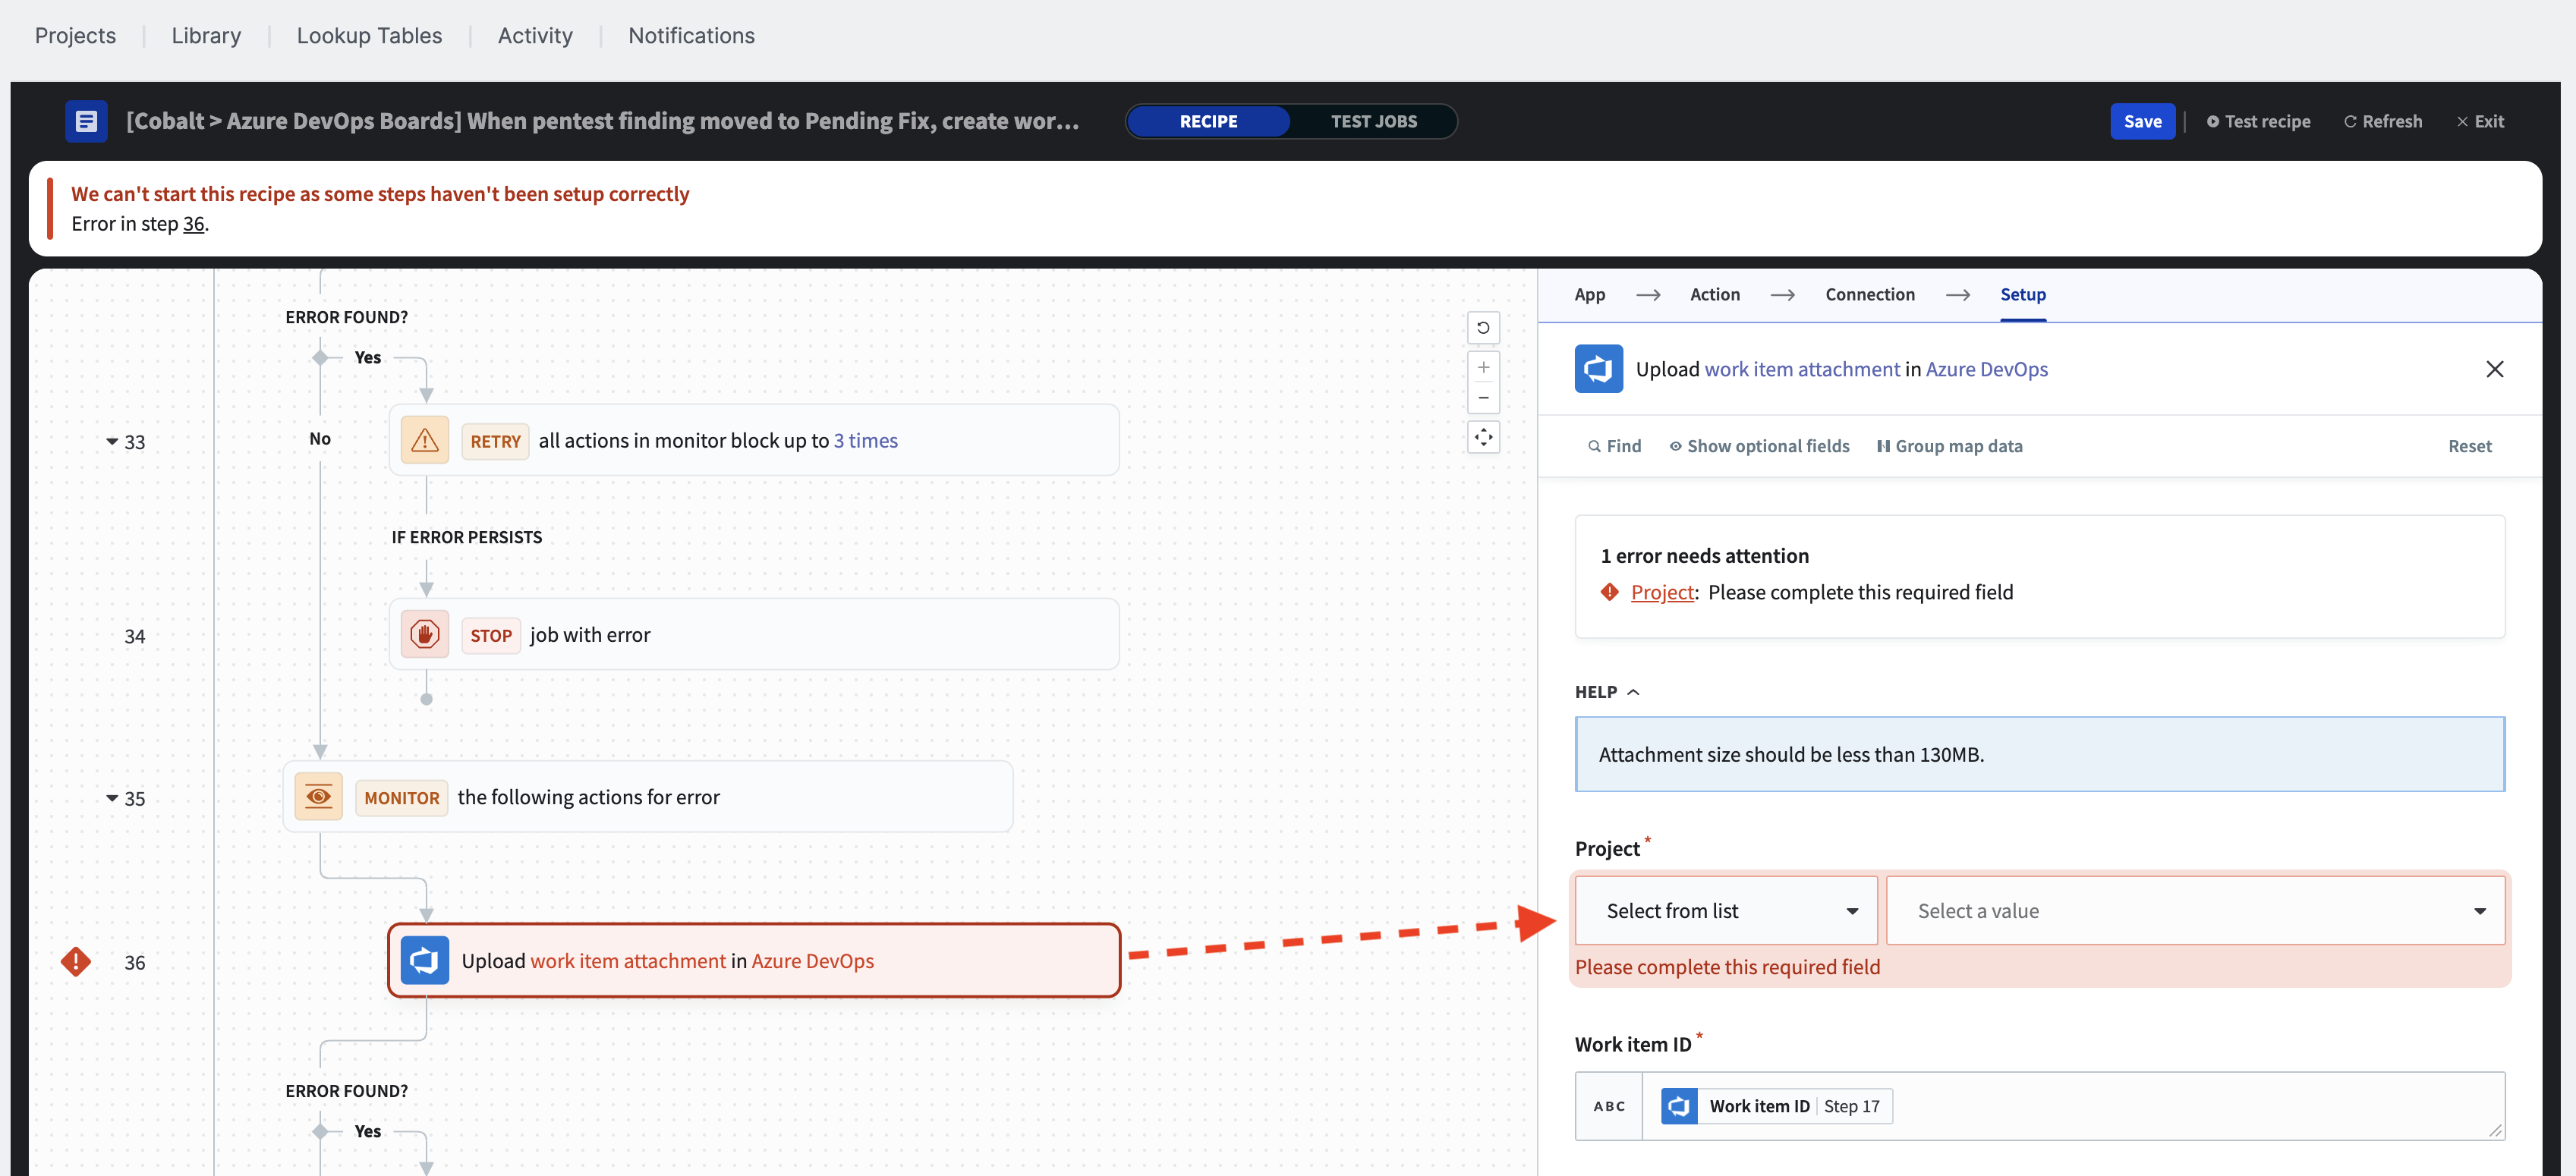 Projects
Library
Lookup Tables
Activity
Notifications
[Cobalt > Azure DevOps Boards] When pentest finding moved to Pending Fix, create wor...
RECIPE
TEST JOBS
Save
Test recipe
Refresh
Exit
We can't start this recipe as some steps haven't been setup correctly
Error in step 36.
ERROR FOUND?
Yes
No
33
RETRY all actions in monitor block up to 3 times
IF ERROR PERSISTS
34
STOP job with error
35
MONITOR the following actions for error
36
Upload work item attachment in Azure DevOps
ERROR FOUND?
Yes
App
Action
Connection
Setup
Upload work item attachment in Azure DevOps
Find
Show optional fields
Group map data
Reset
1 error needs attention
Project: Please complete this required field
HELP
Attachment size should be less than 130MB.
Project *
Select from list
Select a value
Please complete this required field
Work item ID *
ABC
Work item ID Step 17